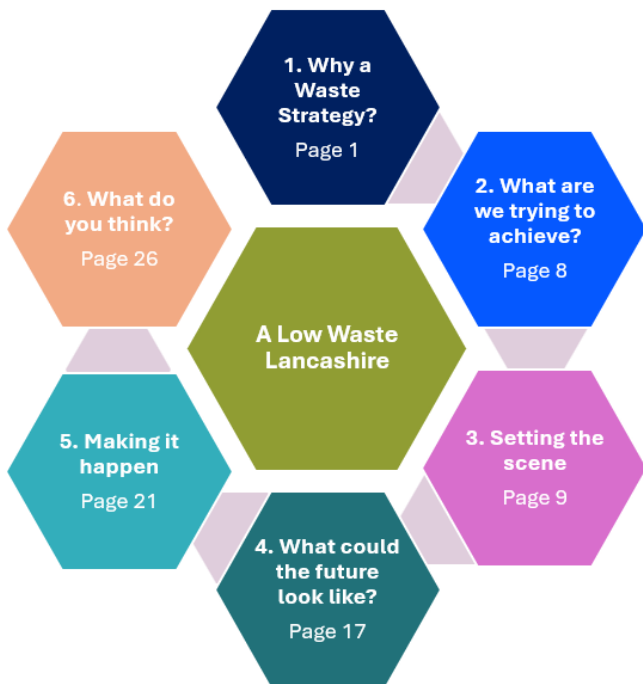 1. Why a
Waste
Strategy?
Page 1
2. What are
we trying to
achieve?
Page 8
3. Setting the
scene
Page 9
4. What could
the future
look like?
Page 17
5. Making it
happen
Page 21
6. What do
you think?
Page 26
A Low Waste
Lancashire